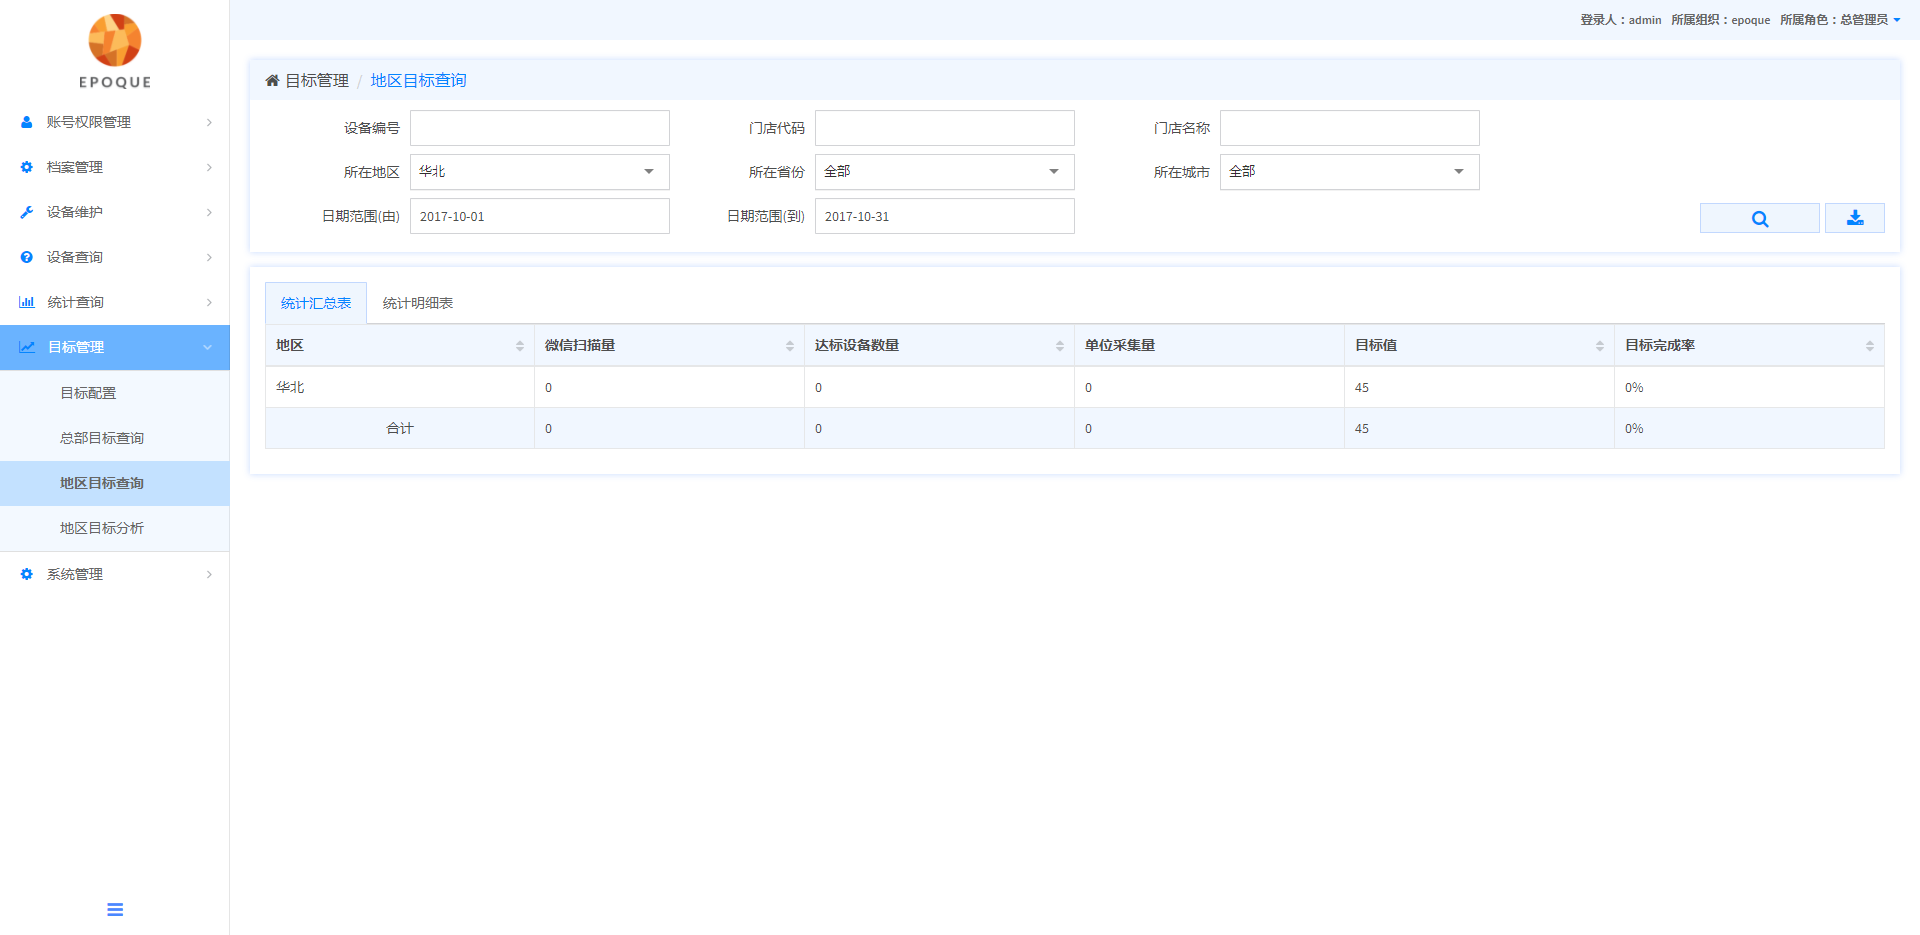 登录人：admin 所属组织：epoque 所属角色：总管理员
EPOQUE
账号权限管理
档案管理
设备维护
设备查询
统计查询
目标管理
目标配置
总部目标查询
地区目标查询
地区目标分析
系统管理
目标管理 / 地区目标查询
设备编号 门店代码 门店名称
所在地区 华北 所在省份 全部 所在城市 全部
日期范围(由) 2017-10-01 日期范围(到) 2017-10-31
统计汇总表 统计明细表
地区 微信扫描量 达标设备数量 单位采集量 目标值 目标完成率
华北 0 0 0 45 0%
合计 0 0 0 45 0%